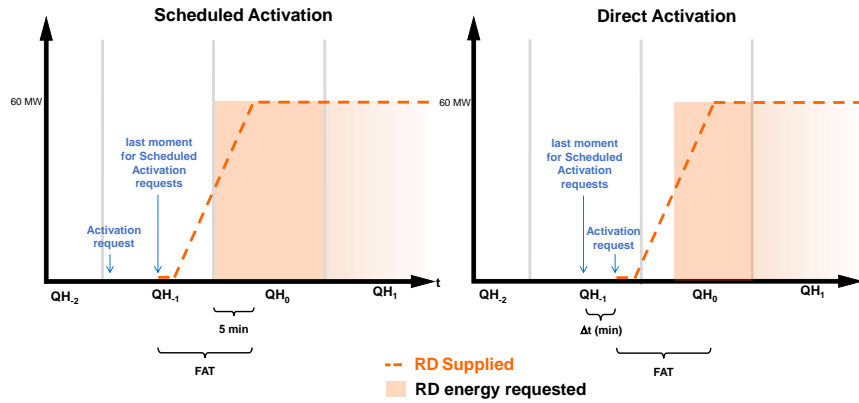 Scheduled Activation
60 MW
last moment
for Scheduled
Activation
requests
Activation
request
t
QH-2
QH-1
QH0
QH1
5 min
FAT
Direct Activation
60 MW
last moment
for Scheduled
Activation
requests
Activation
request
QH-2
QH-1
QH0
QH1
Δt (min)
FAT
RD Supplied
RD energy requested